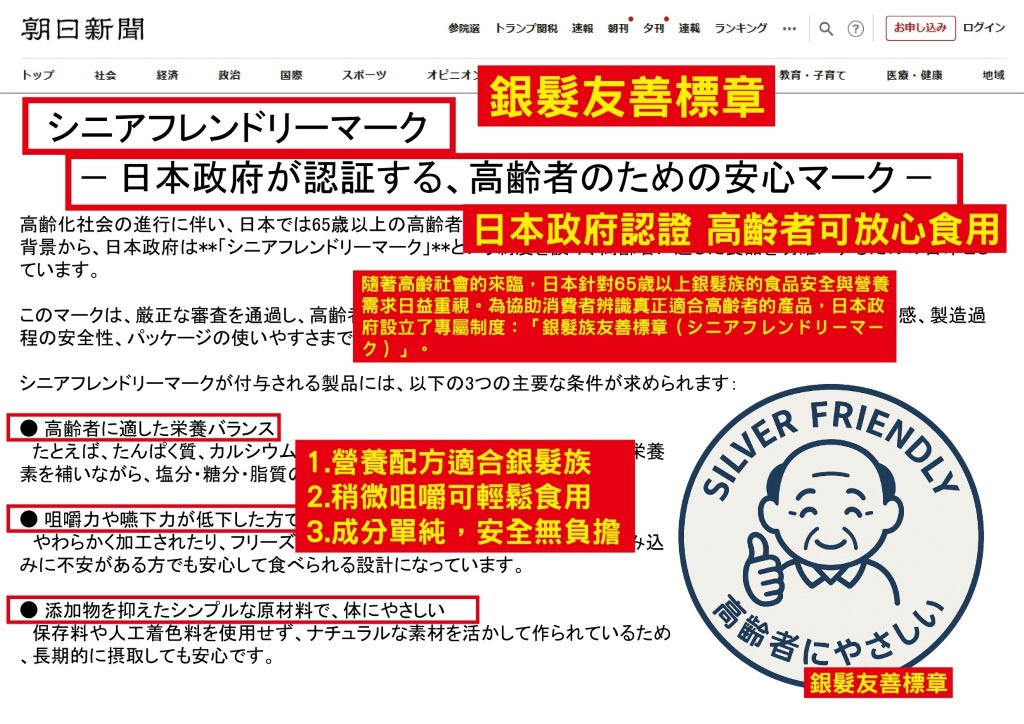 朝日新聞
参院選 トランプ関税 速報 朝刊 夕刊 連載 ランキング ••• ? お申し込み ログイン
トップ 社会 経済 政治 国際 スポーツ オピニオン 教育・子育て 医療・健康 地域
銀髮友善標章
シニアフレンドリーマーク
– 日本政府が認証する、高齢者のための安心マーク –
高齢化社会の進行に伴い、日本では65歳以上の高齢者
日本政府認證 高齡者可放心食用
背景から、日本政府は**「シニアフレンドリーマーク」**と
ています。
隨著高齡社會的來臨，日本針對65歲以上銀髮族的食品安全與營養
需求日益重視。為協助消費者辨識真正適合高齡者的產品，日本政
府設立了專屬制度：「銀髮族友善標章（シニアフレンドリーマー
ク）」。
このマークは、厳正な審査を通過し、高齢者 感、製造過
程の安全性、パッケージの使いやすさまで
シニアフレンドリーマークが付与される製品には、以下の3つの主要な条件が求められます：
● 高齢者に適した栄養バランス
たとえば、たんぱく質、カルシウム 栄養
素を補いながら、塩分・糖分・脂質の
1.營養配方適合銀髮族
2.稍微咀嚼可輕鬆食用
3.成分單純，安全無負擔
● 咀嚼力や嚥下力が低下した方で
やわらかく加工されたり、フリーズ み込
みに不安がある方でも安心して食べられる設計になっています。
● 添加物を抑えたシンプルな原材料で、体にやさしい
保存料や人工着色料を使用せず、ナチュラルな素材を活かして作られているため
、長期的に摂取しても安心です。
SILVER FRIENDLY
高齢者にやさしい
銀髮友善標章